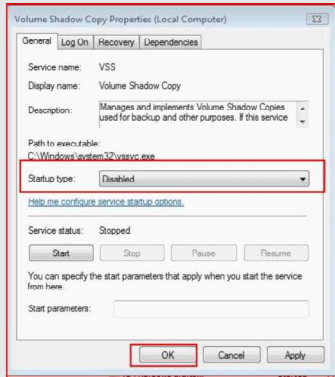 Volume Shadow Copy Properties (Local Computer)
General Log On Recovery Dependencies
Service name: VSS
Display name: Volume Shadow Copy
Description: Manages and implements Volume Shadow Copies
used for backup and other purposes. If this service
Path to executable:
C:\Windows\system32\vssvc.exe
Startup type: Disabled
Help me configure service startup options.
Service status: Stopped
Start Stop Pause Resume
You can specify the start parameters that apply when you start the service
from here.
Start parameters:
OK Cancel Apply